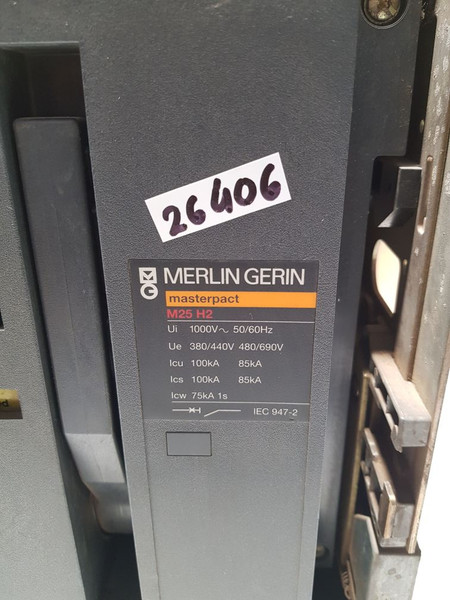 26406
MG MERLIN GERIN
masterpact
M25 H2
Ui 1000V~ 50/60Hz
Ue 380/440V 480/690V
Icu 100kA 85kA
Ics 100kA 85kA
Icw 75kA 1s
IEC 947-2